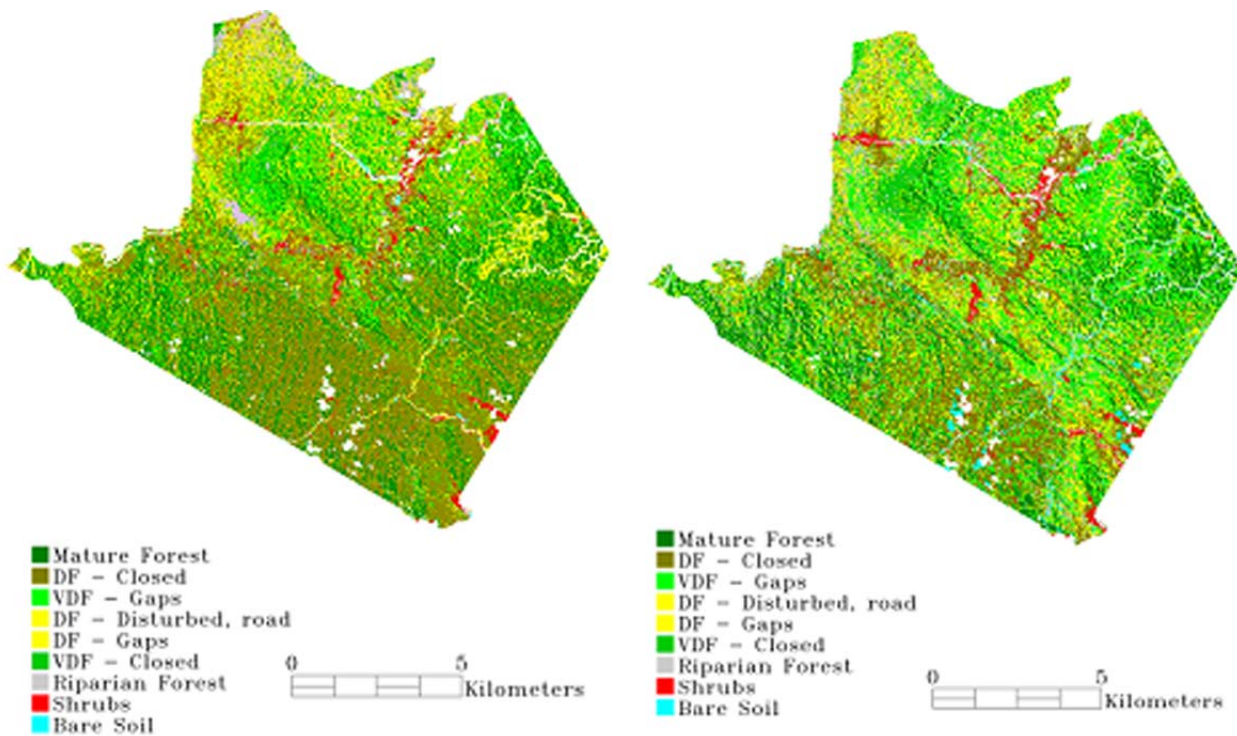 Mature Forest
DF - Closed
VDF - Gaps
DF - Disturbed, road
DF - Gaps
VDF - Closed
Riparian Forest
Shrubs
Bare Soil
0 5
Kilometers
Mature Forest
DF - Closed
VDF - Gaps
DF - Disturbed, road
DF - Gaps
VDF - Closed
Riparian Forest
Shrubs
Bare Soil
0 5
Kilometers